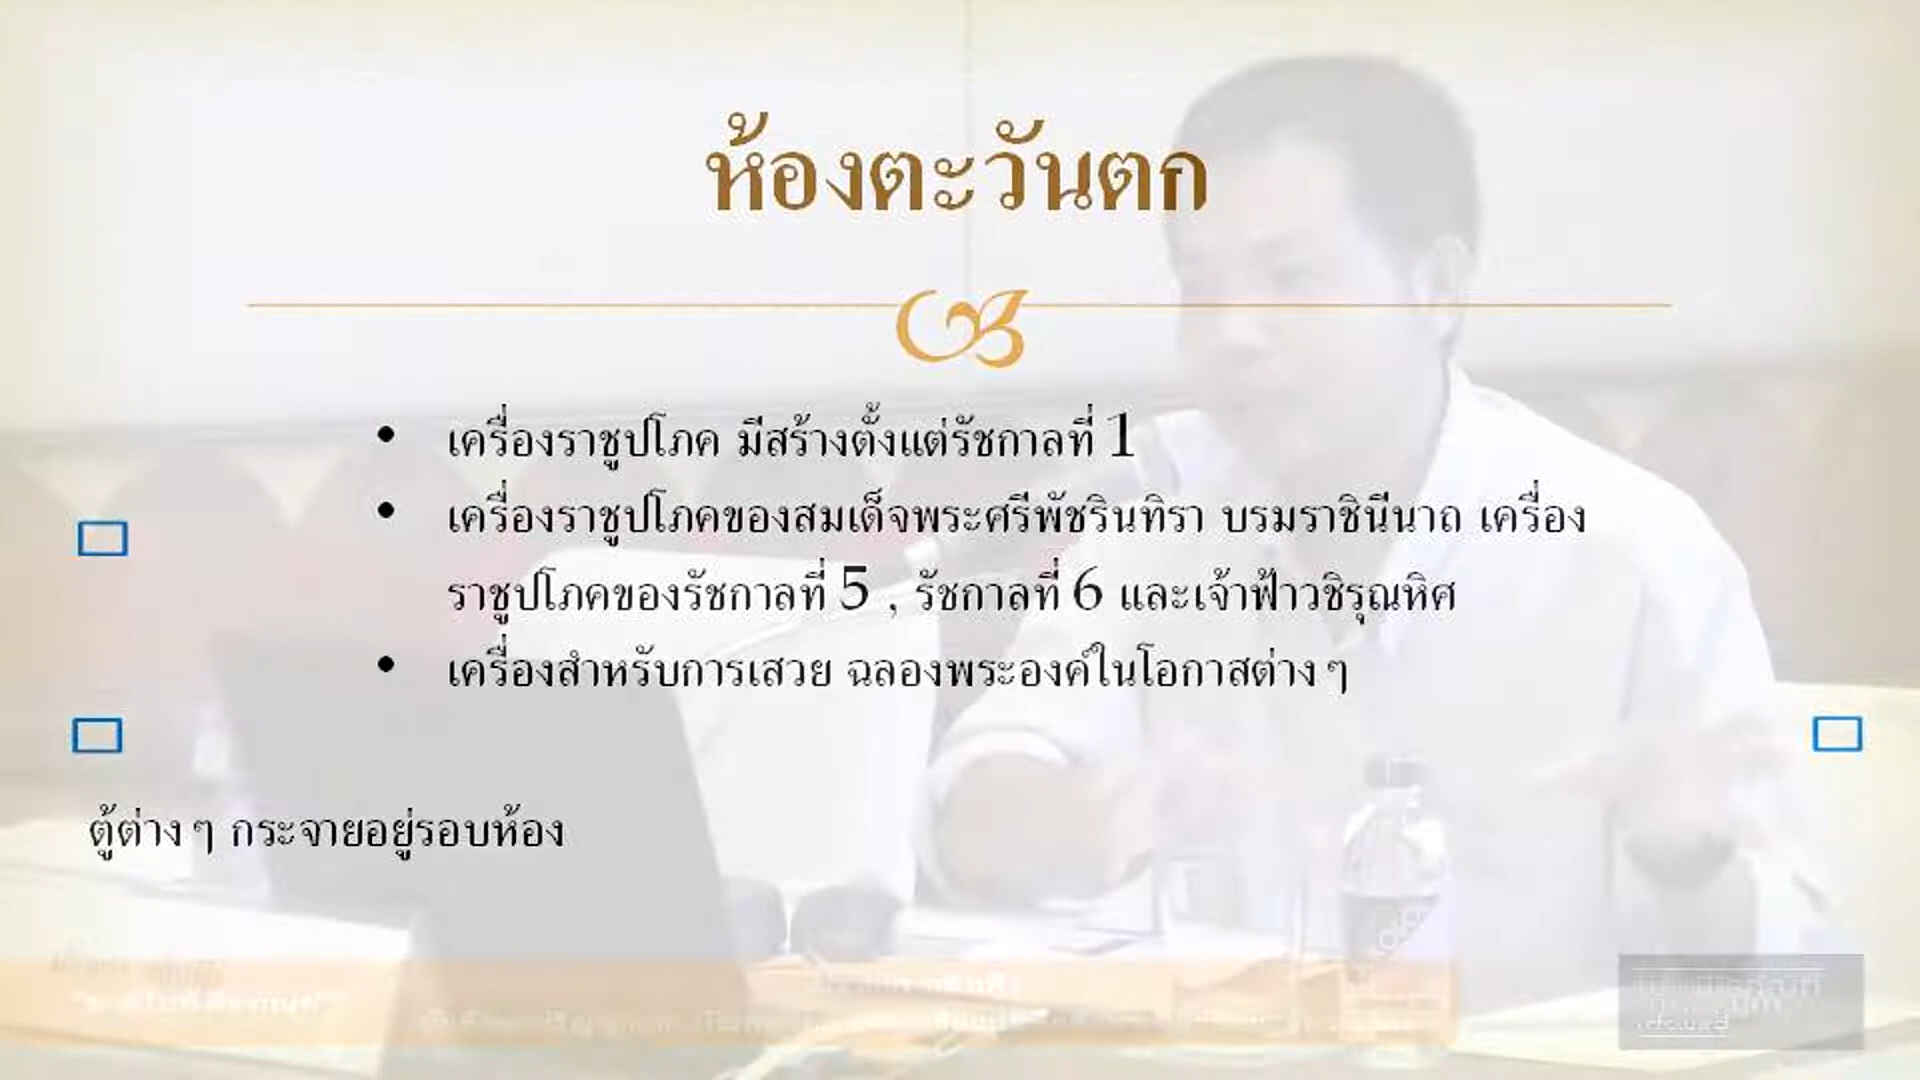 ห้องตะวันตก
• เครื่องราชูปโภค มีสร้างตั้งแต่รัชกาลที่ 1
• เครื่องราชูปโภคของสมเด็จพระศรีพัชรินทิรา บรมราชินีนาถ เครื่อง
ราชูปโภคของรัชกาลที่ 5 , รัชกาลที่ 6 และเจ้าฟ้าวชิรุณหิศ
• เครื่องสำหรับการเสวย ฉลองพระองค์ในโอกาสต่างๆ
ตู้ต่างๆ กระจายอยู่รอบห้อง